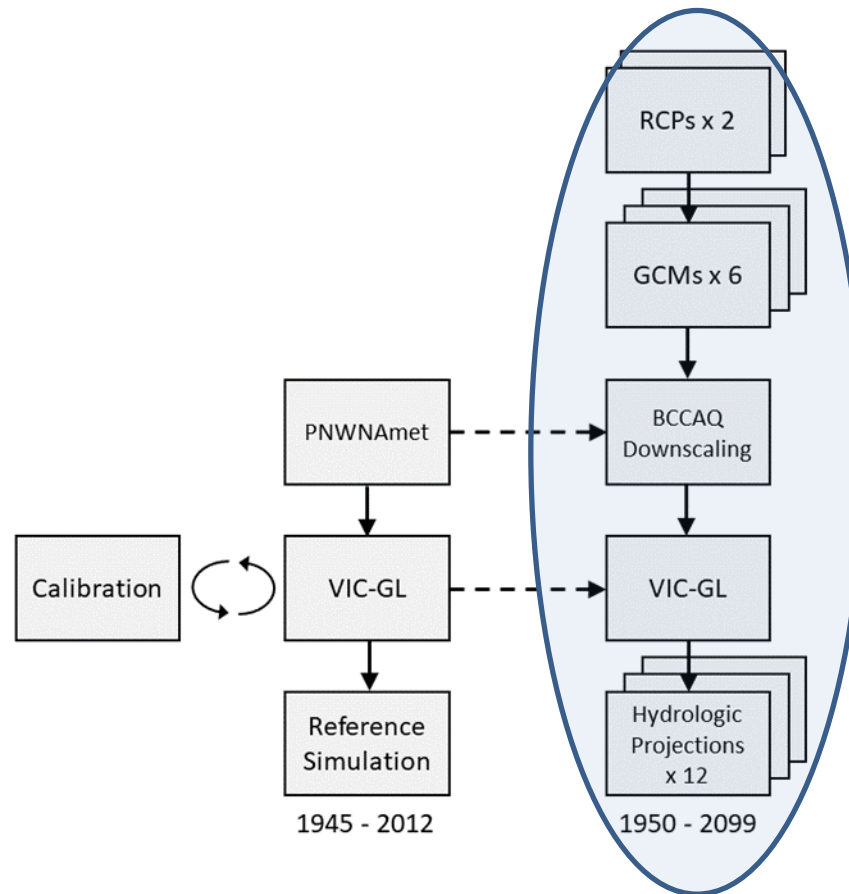 RCPs x 2
GCMs x 6
PNWNAmet
BCCAQ
Downscaling
Calibration
VIC-GL
VIC-GL
Reference
Simulation
Hydrologic
Projections
x 12
1945 - 2012
1950 - 2099